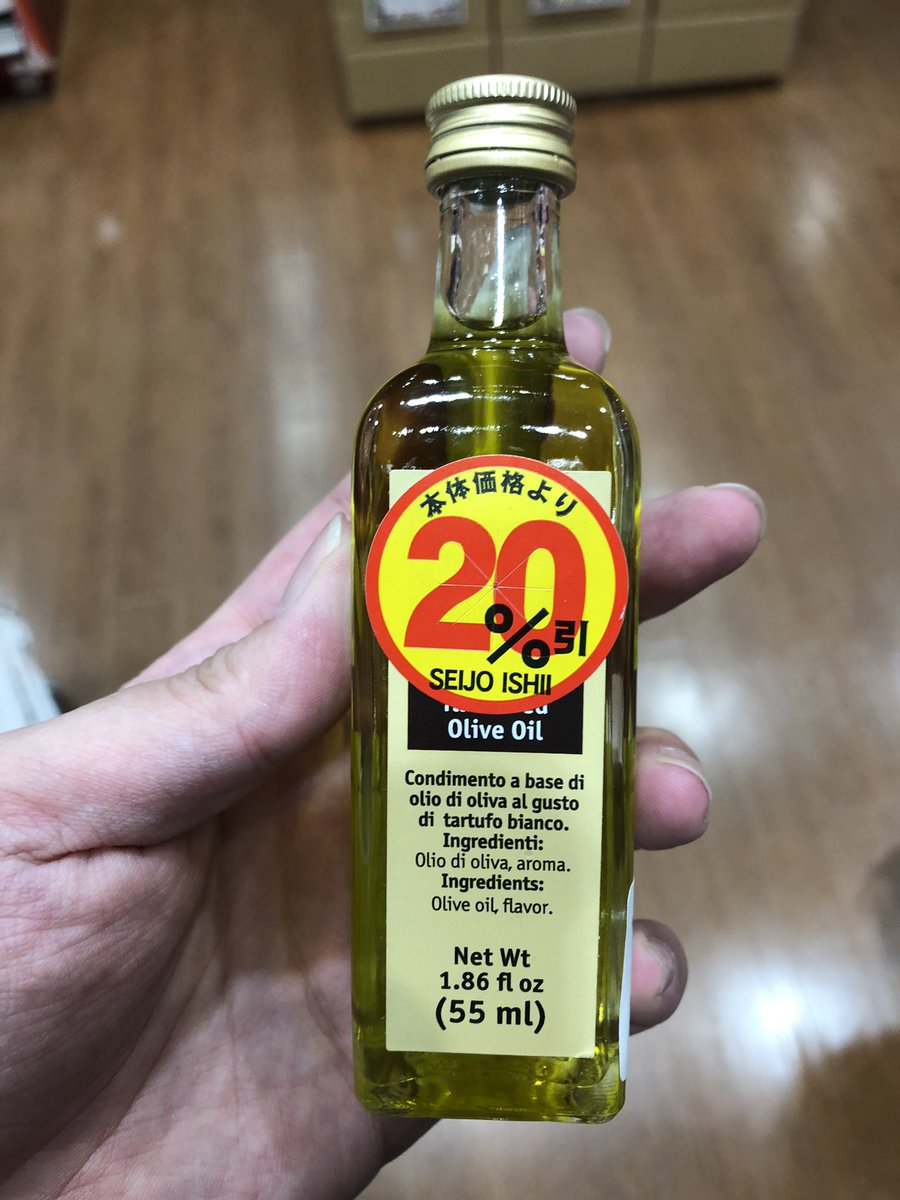 本体価格より
20
%引
SEIJO ISHII
Olive Oil
Condimento a base di
olio di oliva al gusto
di tartufo bianco.
Ingredienti:
Olio di oliva, aroma.
Ingredients:
Olive oil, flavor.
Net Wt
1.86 fl oz
(55 ml)